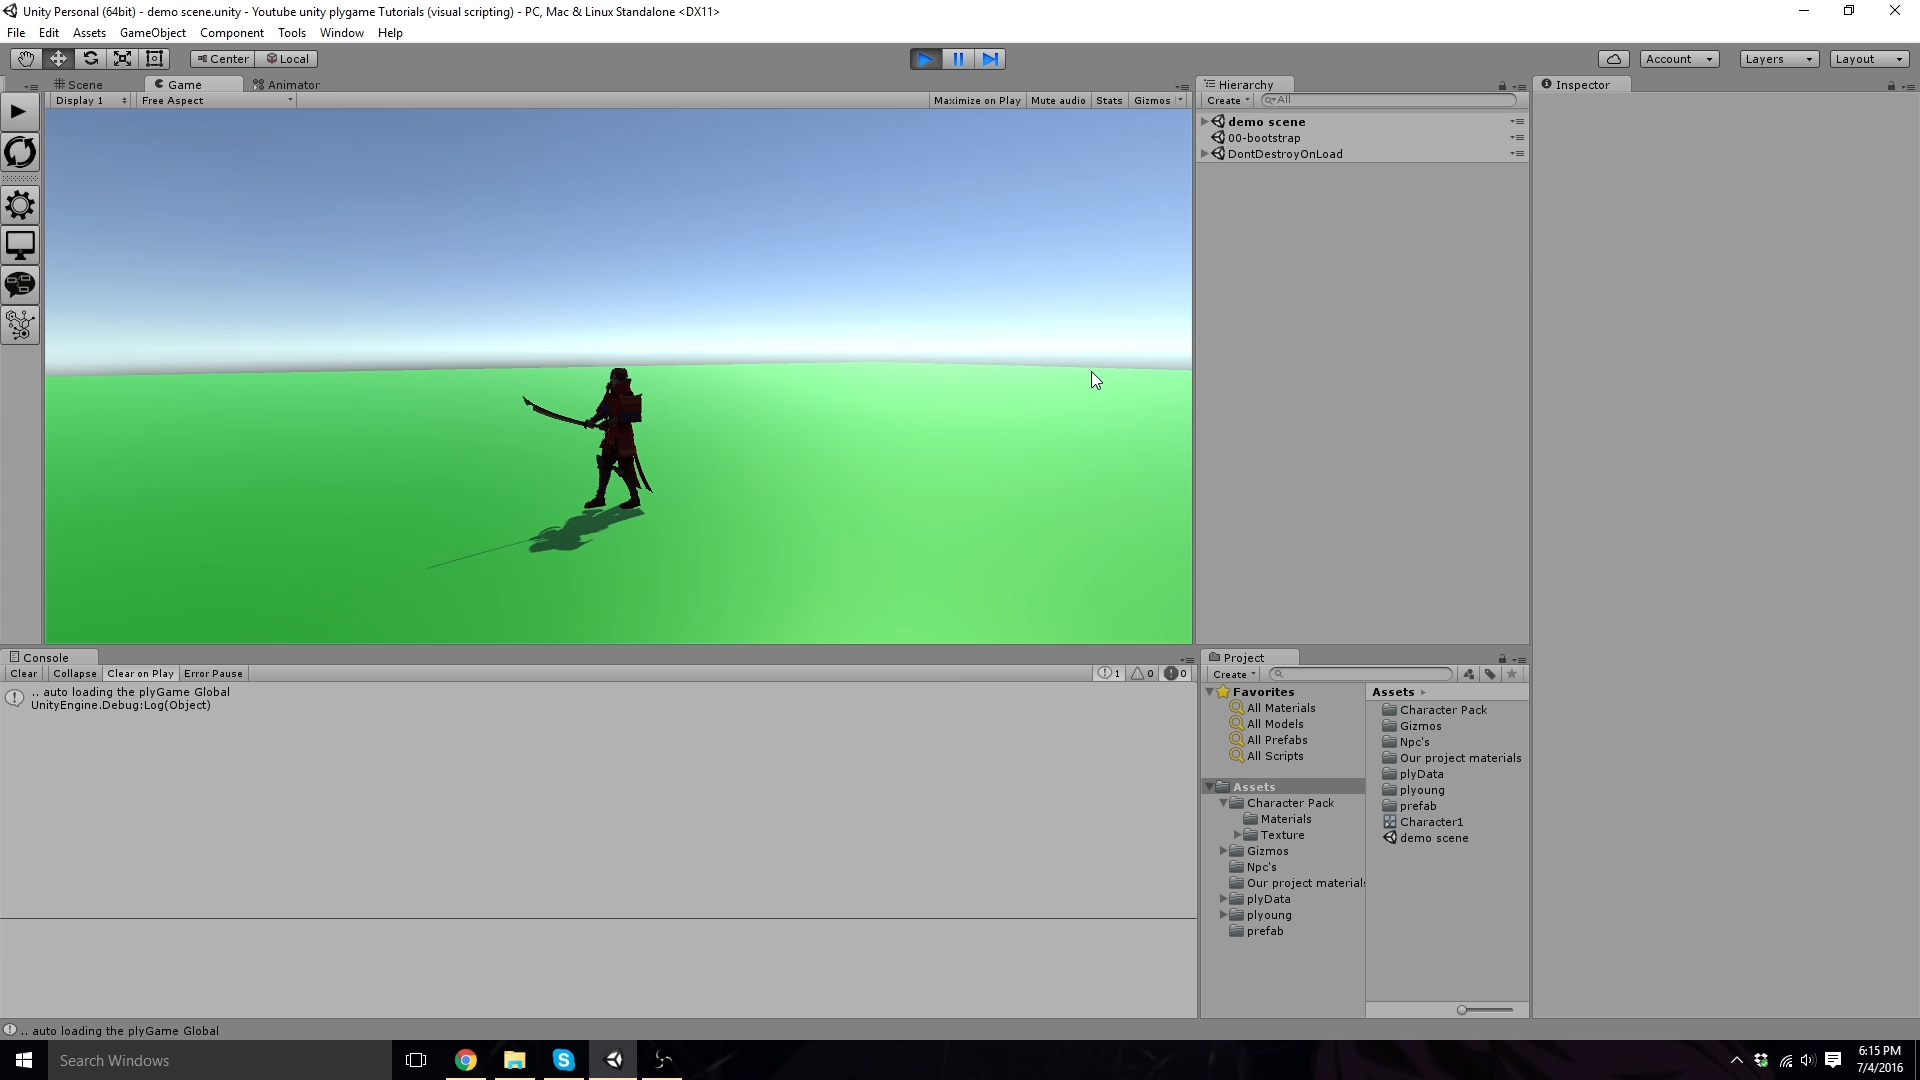 Unity Personal (64bit) - demo scene.unity - Youtube unity plygame Tutorials (visual scripting) - PC, Mac & Linux Standalone <DX11>
File Edit Assets GameObject Component Tools Window Help
Center Local
Account Layers Layout
Scene Game Animator
Display 1 Free Aspect Maximize on Play Mute audio Stats Gizmos
Hierarchy
Create All
demo scene
00-bootstrap
DontDestroyOnLoad
Inspector
Console
Clear Collapse Clear on Play Error Pause 1 0 0
.. auto loading the plyGame Global
UnityEngine.Debug:Log(Object)
Project
Create
Favorites
All Materials
All Models
All Prefabs
All Scripts
Assets
Character Pack
Materials
Texture
Gizmos
Npc's
Our project materials
plyData
plyoung
prefab
Assets
Character Pack
Gizmos
Npc's
Our project materials
plyData
plyoung
prefab
Character1
demo scene
.. auto loading the plyGame Global
Search Windows
6:15 PM
7/4/2016